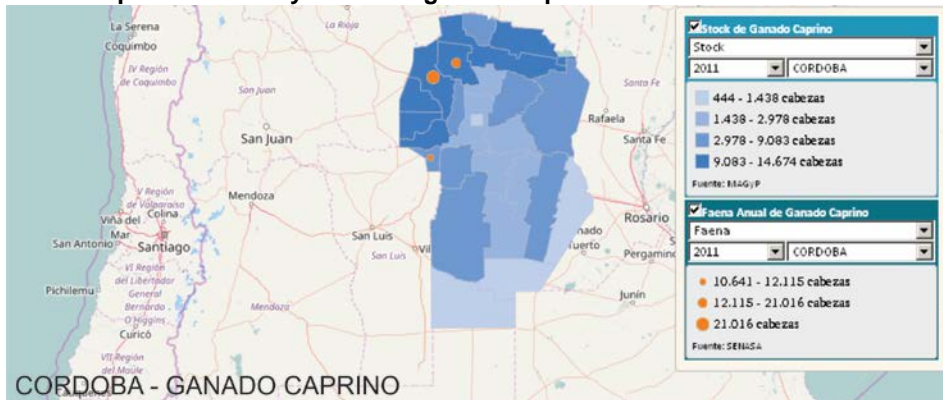 La Serena
Coquimbo
IV Región
de Coquimbo
La Rioja
San Juan
San Juan
Santa Fe
Rafaela
Santa Fe
V Región
de Valparaíso
Viña del
Mar
Colina
San Antonio
Santiago
Mendoza
San Luis
San Luis
Rosario
Pergamino
VI Región
del Libertador
General
Bernardo
O'Higgins
Pichilemu
Curicó
VII Región
del Maule
Mendoza
Junín
CORDOBA - GANADO CAPRINO
Stock de Ganado Caprino
Stock
2011 CORDOBA
444 - 1.438 cabezas
1.438 - 2.978 cabezas
2.978 - 9.083 cabezas
9.083 - 14.674 cabezas
Fuente: MAGyP
Faena Anual de Ganado Caprino
Faena
2011 CORDOBA
10.641 - 12.115 cabezas
12.115 - 21.016 cabezas
21.016 cabezas
Fuente: SENASA